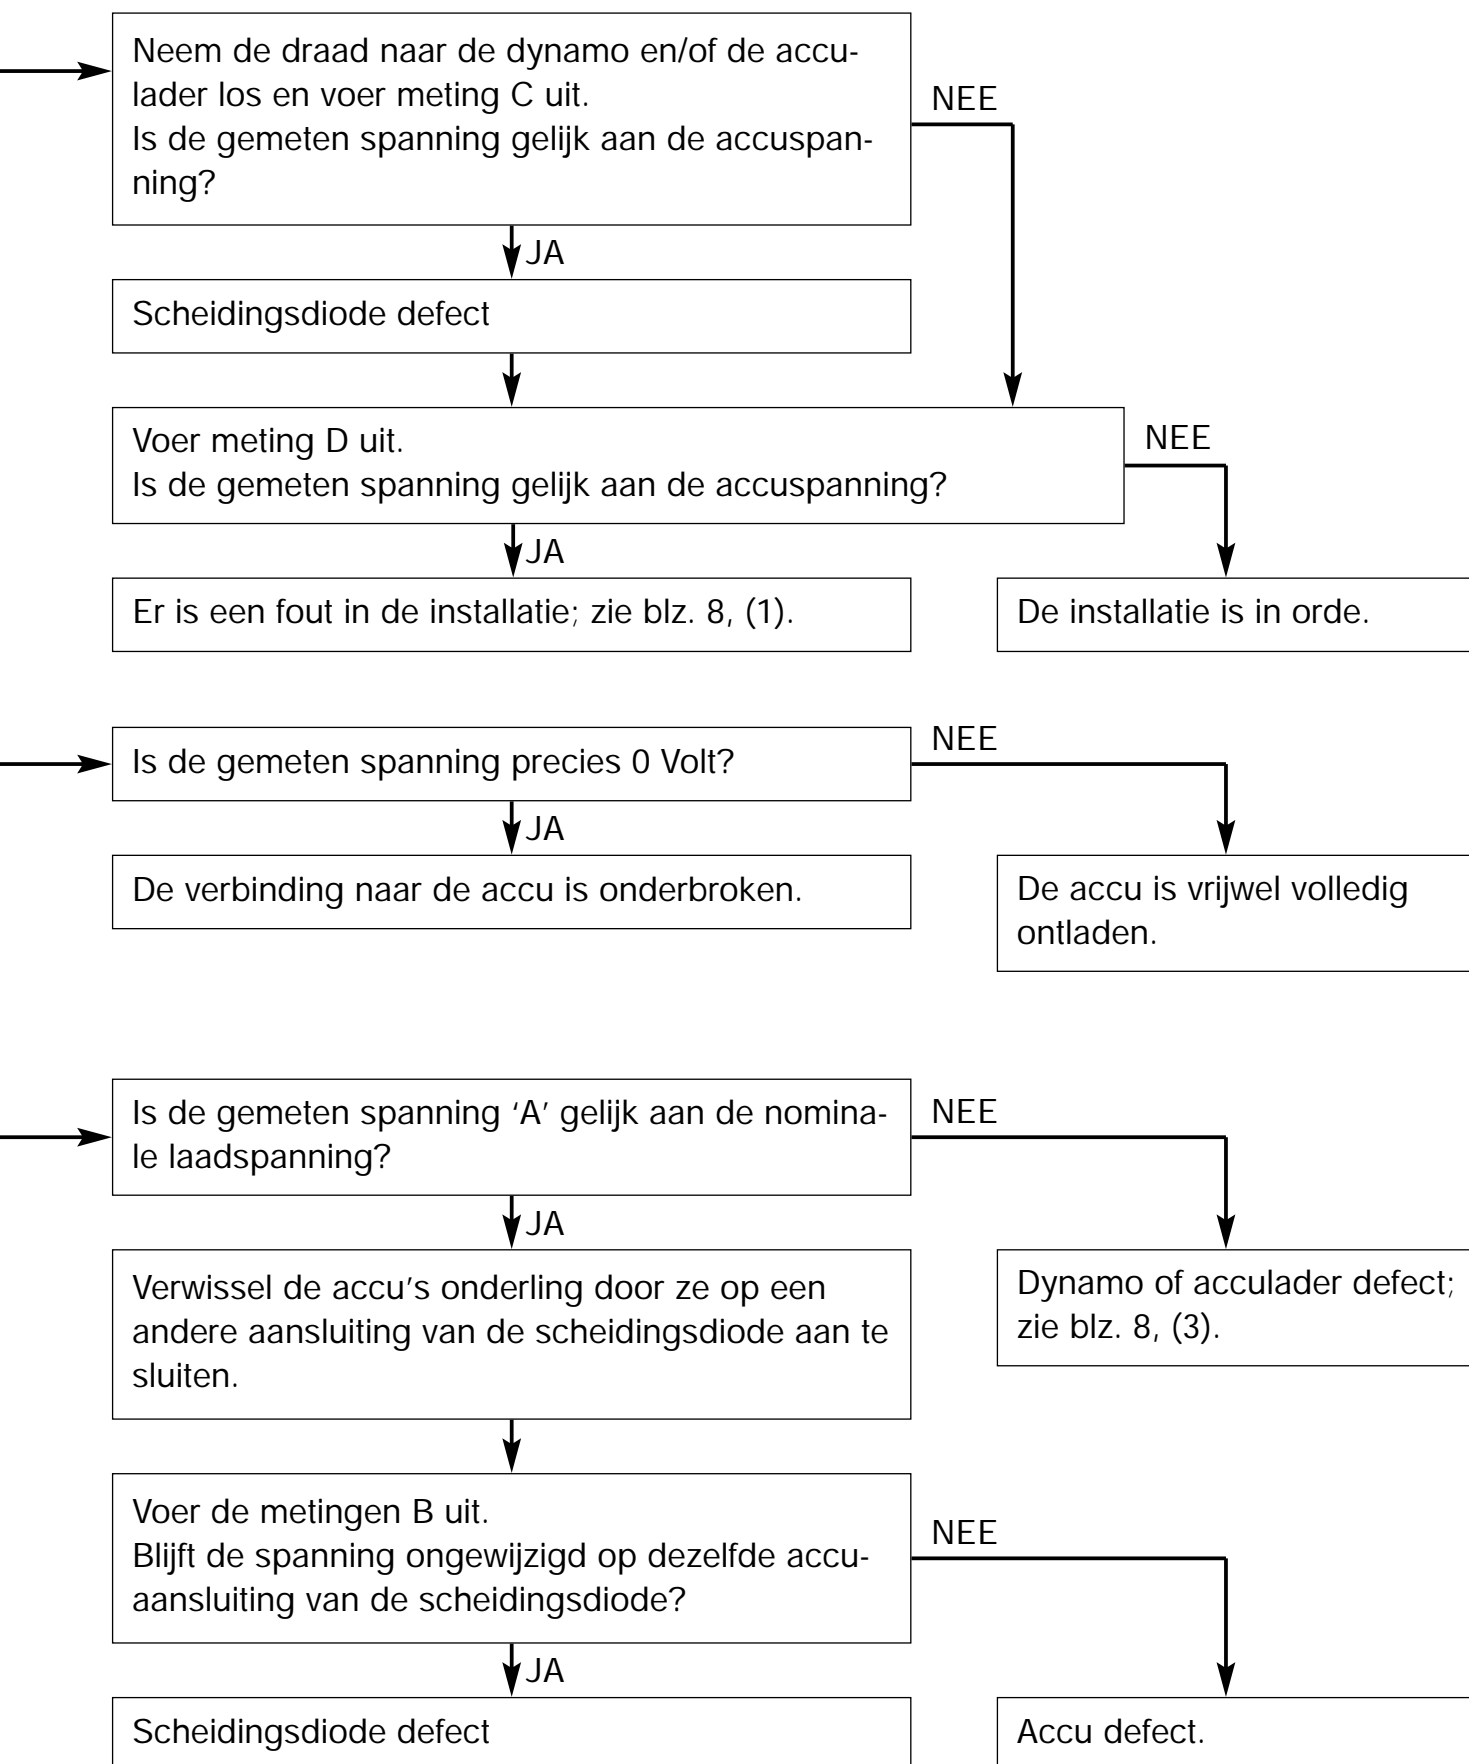 Neem de draad naar de dynamo en/of de accu-
lader los en voer meting C uit.
Is de gemeten spanning gelijk aan de accuspan-
ning?
NEE
JA
Scheidingsdiode defect
Voer meting D uit.
Is de gemeten spanning gelijk aan de accuspanning?
NEE
JA
Er is een fout in de installatie; zie blz. 8, (1).
De installatie is in orde.
Is de gemeten spanning precies 0 Volt?
NEE
JA
De verbinding naar de accu is onderbroken.
De accu is vrijwel volledig
ontladen.
Is de gemeten spanning ‘A’ gelijk aan de nomina-
le laadspanning?
NEE
JA
Verwissel de accu’s onderling door ze op een
andere aansluiting van de scheidingsdiode aan te
sluiten.
Dynamo of acculader defect;
zie blz. 8, (3).
Voer de metingen B uit.
Blijft de spanning ongewijzigd op dezelfde accu-
aansluiting van de scheidingsdiode?
NEE
JA
Scheidingsdiode defect
Accu defect.